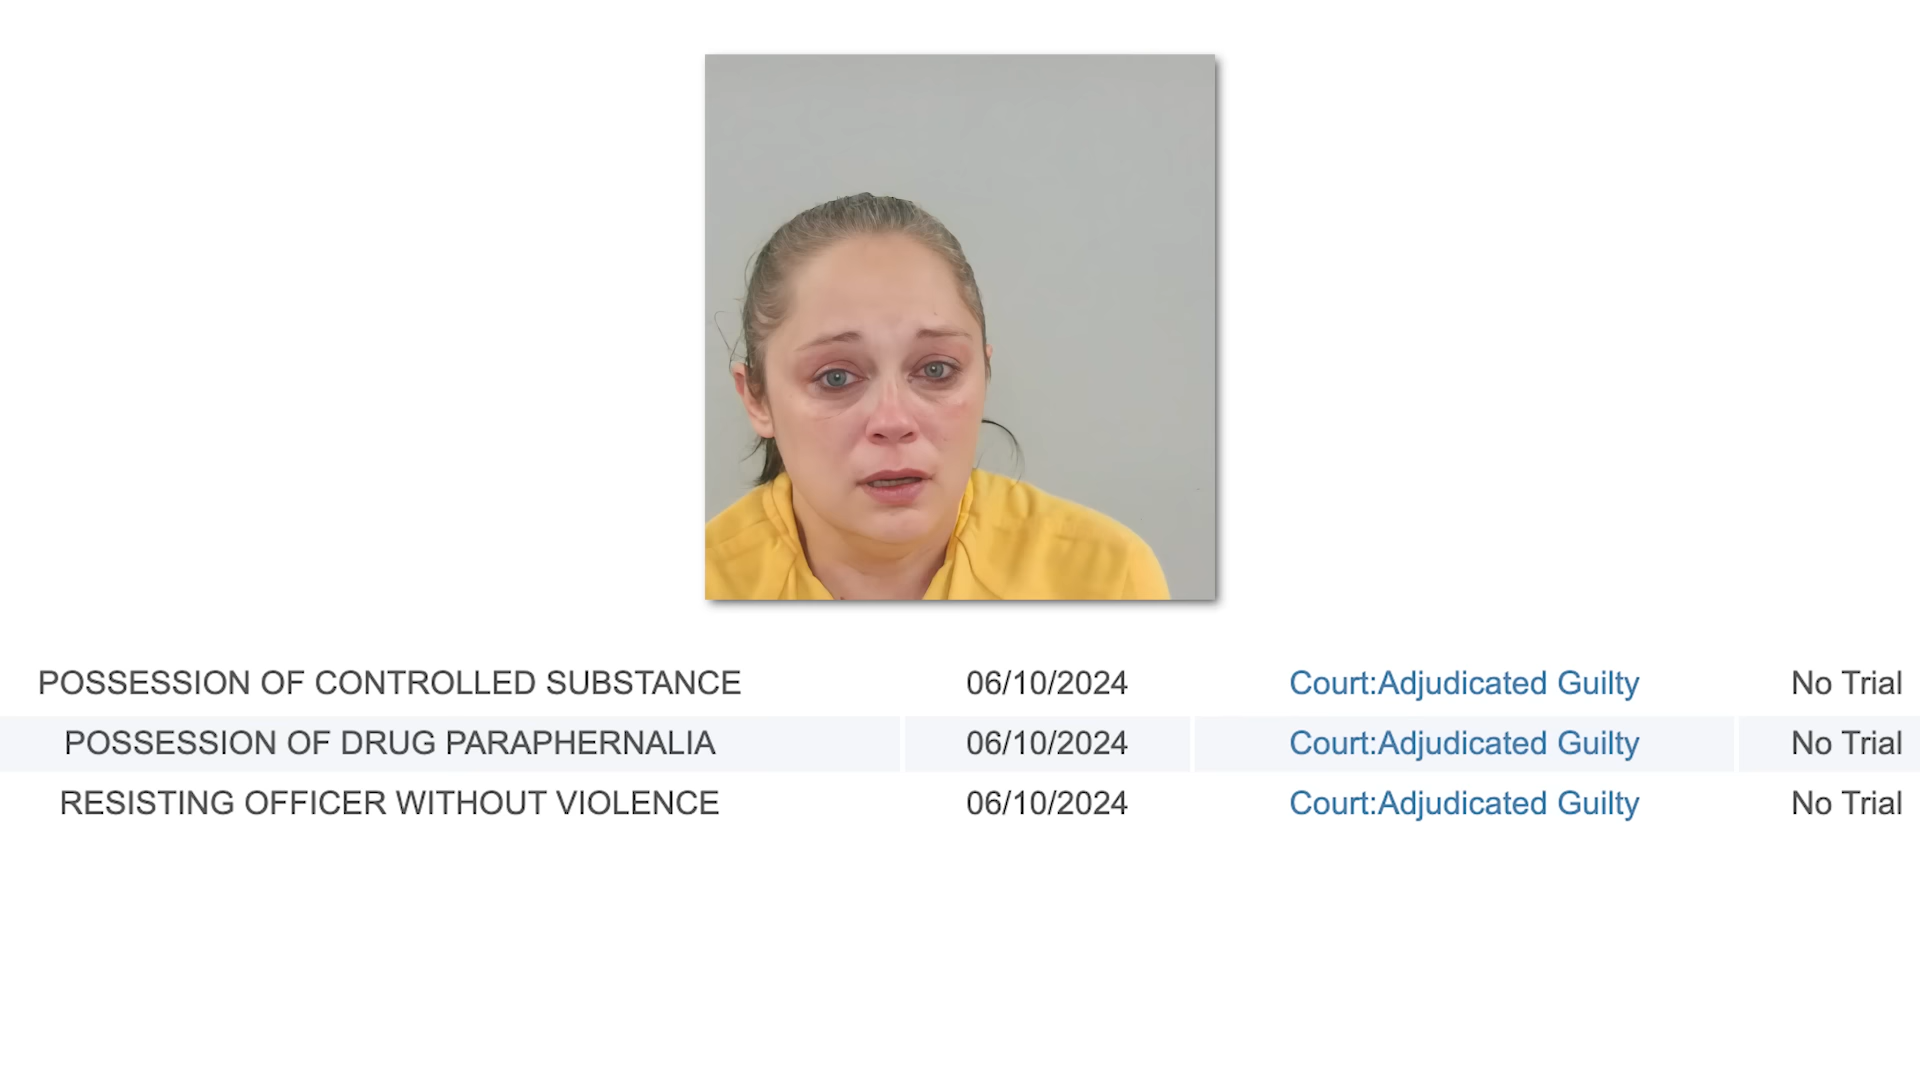 POSSESSION OF CONTROLLED SUBSTANCE 06/10/2024 Court:Adjudicated Guilty No Trial
POSSESSION OF DRUG PARAPHERNALIA 06/10/2024 Court:Adjudicated Guilty No Trial
RESISTING OFFICER WITHOUT VIOLENCE 06/10/2024 Court:Adjudicated Guilty No Trial